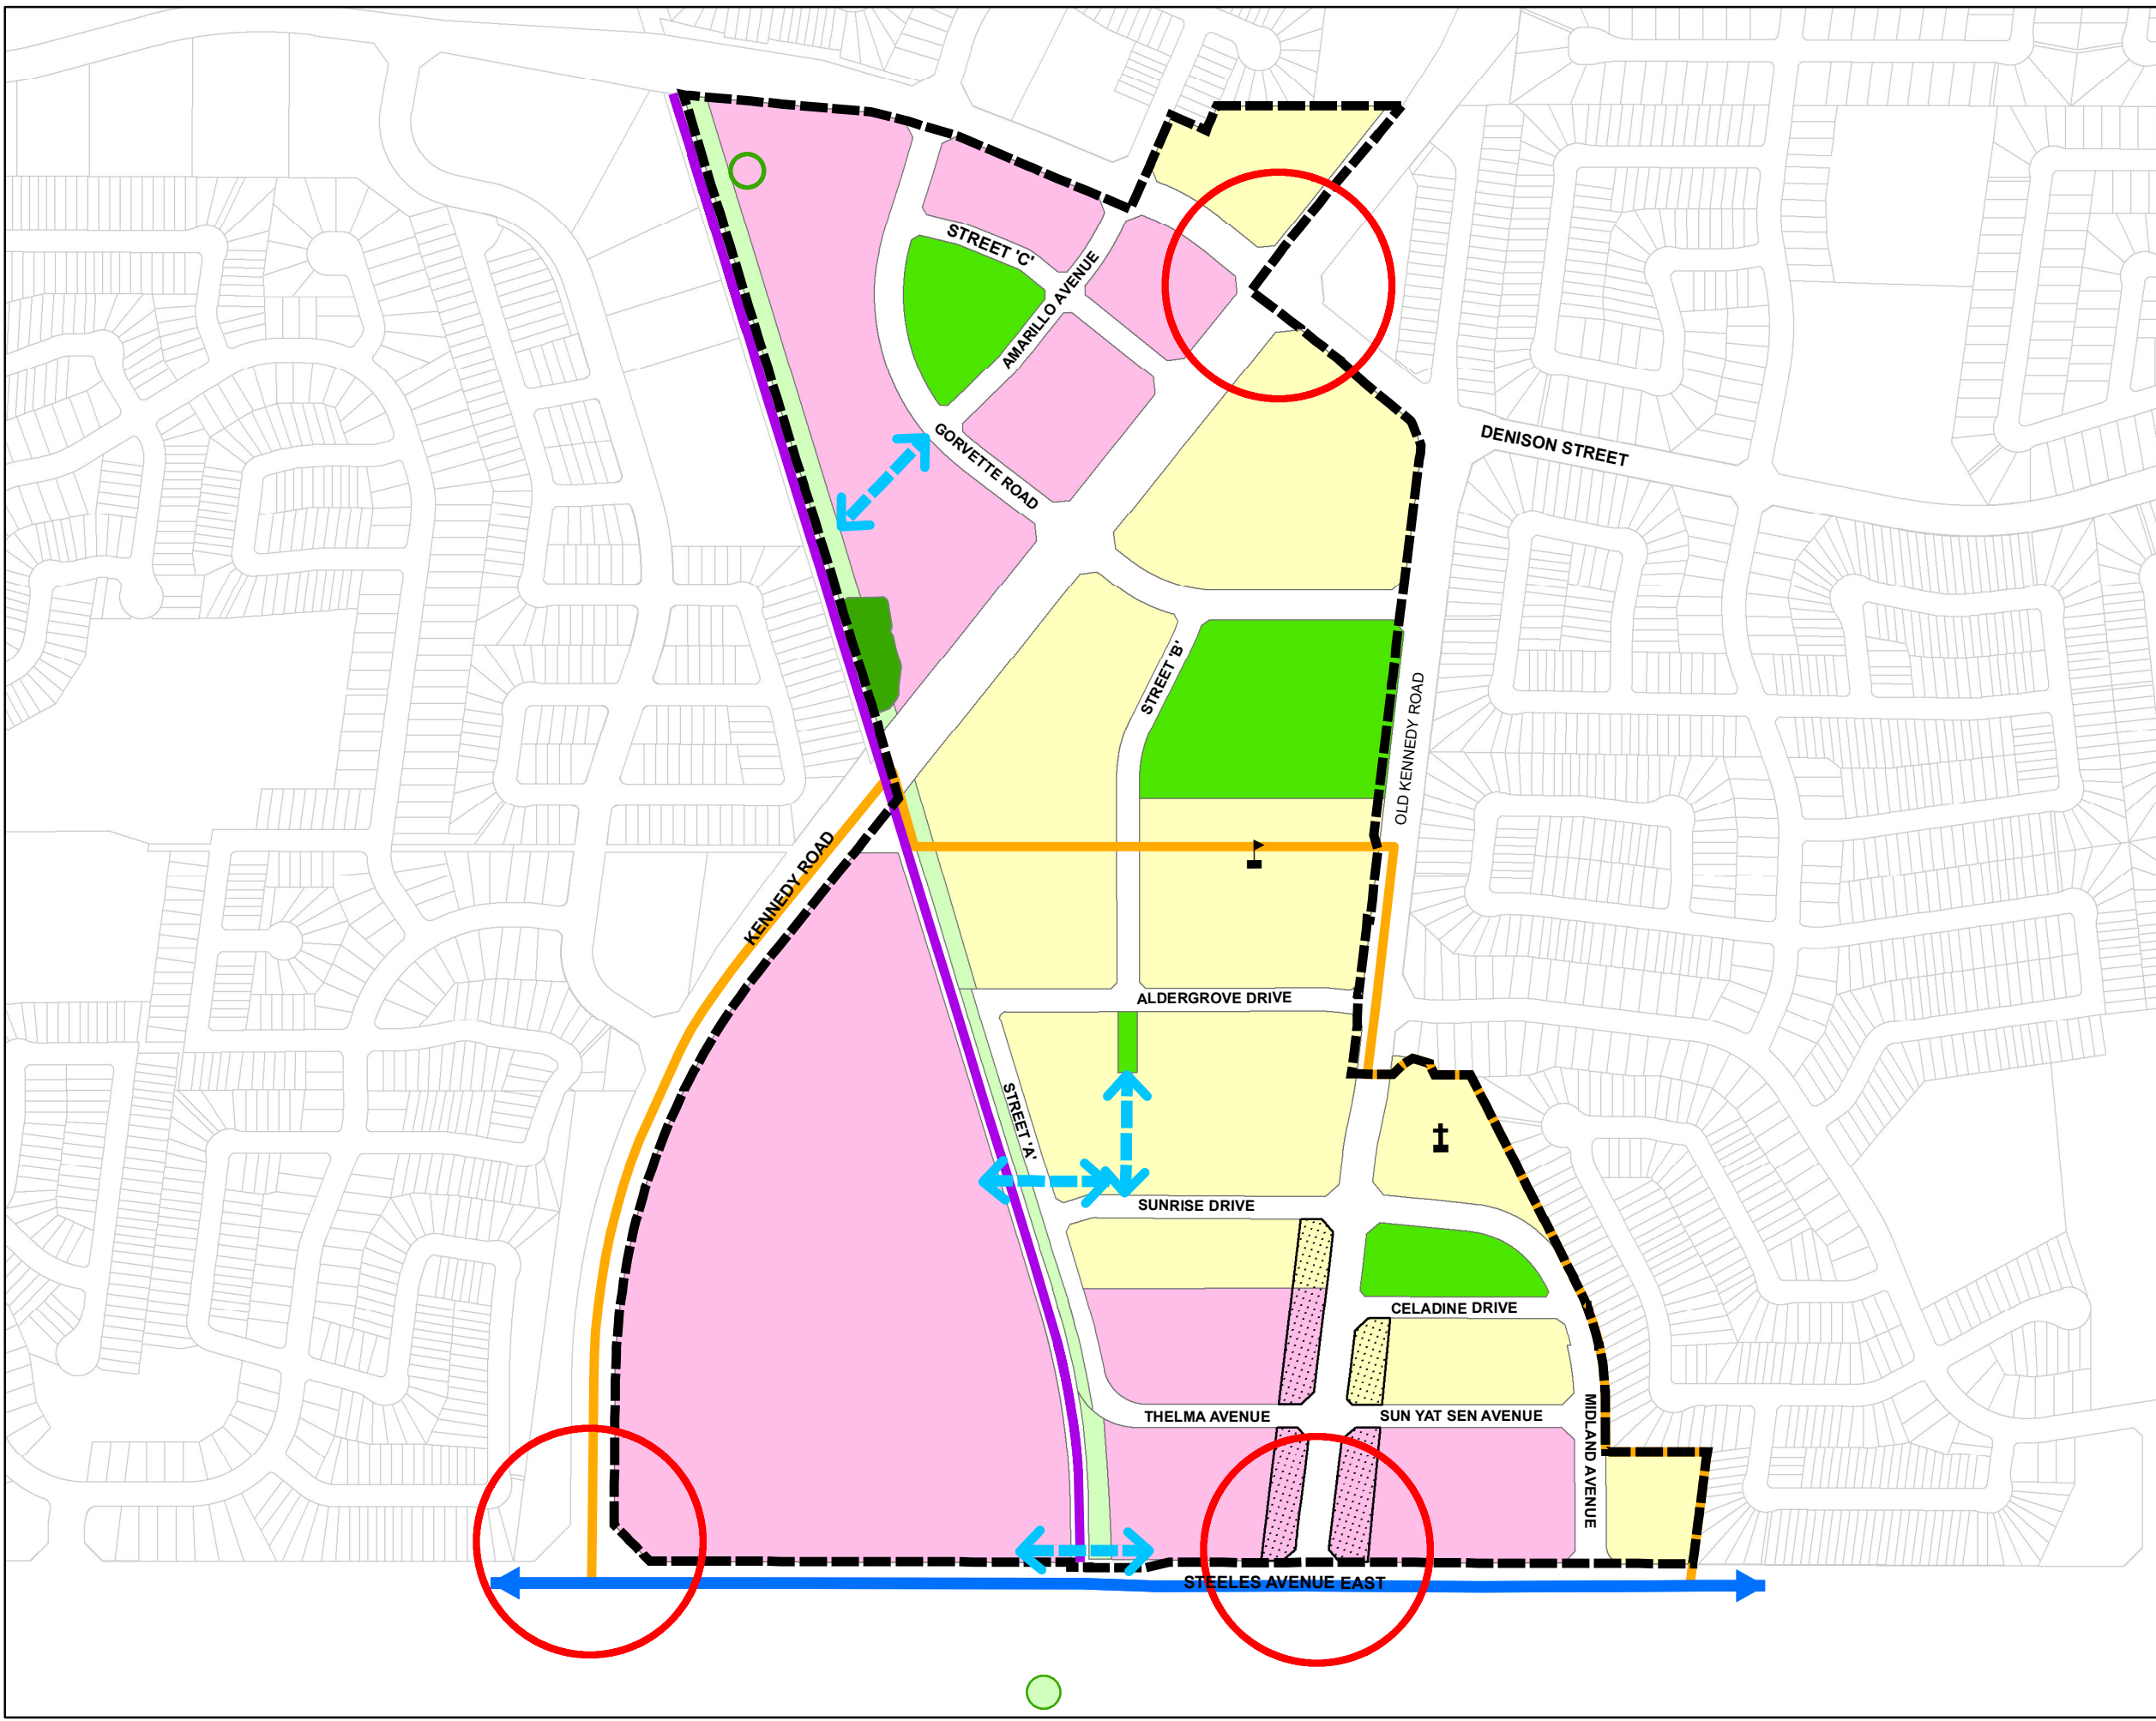 STREET 'C'
AMARILLO AVENUE
GORVETTE ROAD
DENISON STREET
STREET 'B'
OLD KENNEDY ROAD
KENNEDY ROAD
ALDERGROVE DRIVE
STREET 'A'
SUNRISE DRIVE
CELADINE DRIVE
THELMA AVENUE
SUN YAT SEN AVENUE
MIDLAND AVENUE
STEELES AVENUE EAST